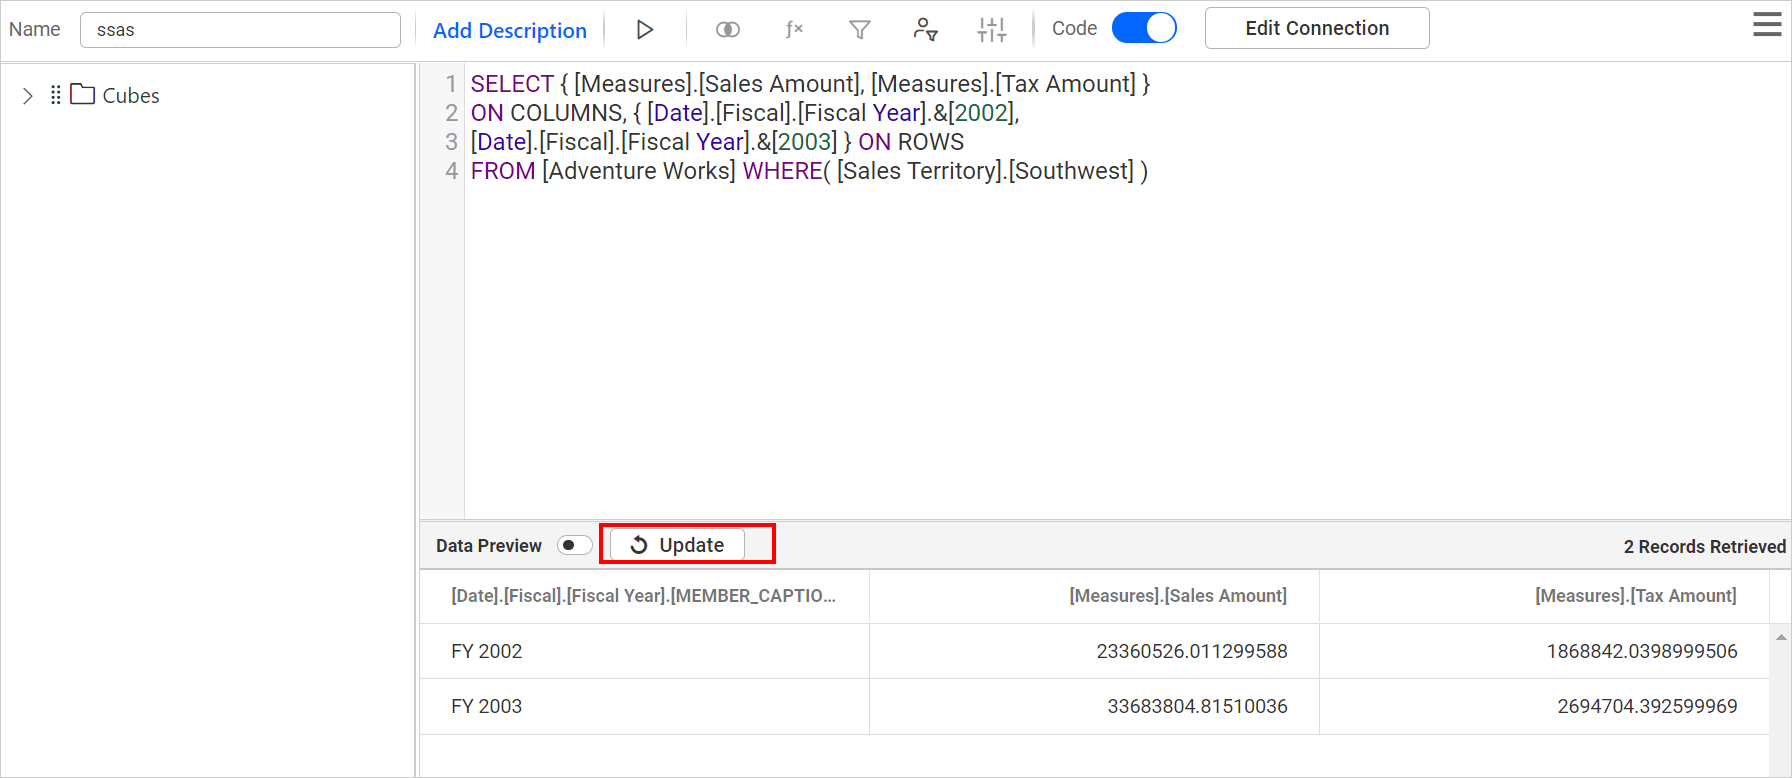 Name ssas Add Description ƒx Code Edit Connection
Cubes
1 SELECT { [Measures].[Sales Amount], [Measures].[Tax Amount] }
2 ON COLUMNS, { [Date].[Fiscal].[Fiscal Year].&[2002],
3 [Date].[Fiscal].[Fiscal Year].&[2003] } ON ROWS
4 FROM [Adventure Works] WHERE( [Sales Territory].[Southwest] )
Data Preview Update 2 Records Retrieved
[Date].[Fiscal].[Fiscal Year].[MEMBER_CAPTIO... [Measures].[Sales Amount] [Measures].[Tax Amount]
FY 2002 23360526.011299588 1868842.0398999506
FY 2003 33683804.81510036 2694704.392599969